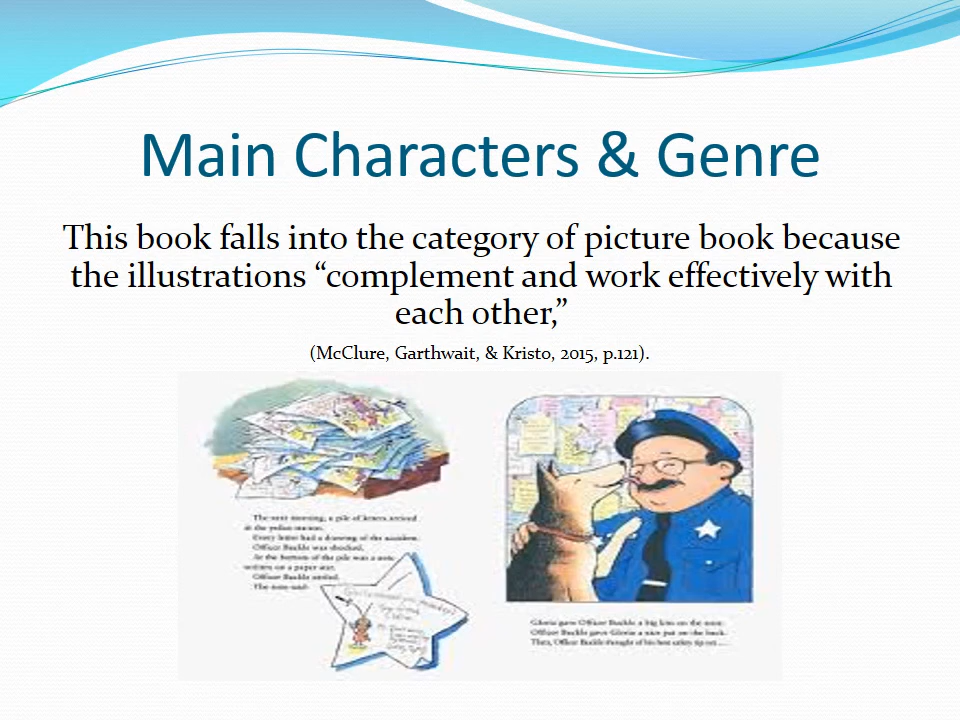 Main Characters & Genre
This book falls into the category of picture book because
the illustrations “complement and work effectively with
each other,”
(McClure, Garthwait, & Kristo, 2015, p.121).
The next morning, a pile of letters arrived
at the police station.
Every letter had a drawing of the accident.
Officer Buckle was shocked.
At the bottom of the pile was a note
written on a paper star.
Officer Buckle smiled.
The note said:
Gloria gave Officer Buckle a big kiss on the nose.
Officer Buckle gave Gloria a nice pat on the back.
Then, Officer Buckle thought of his best safety tip yet....